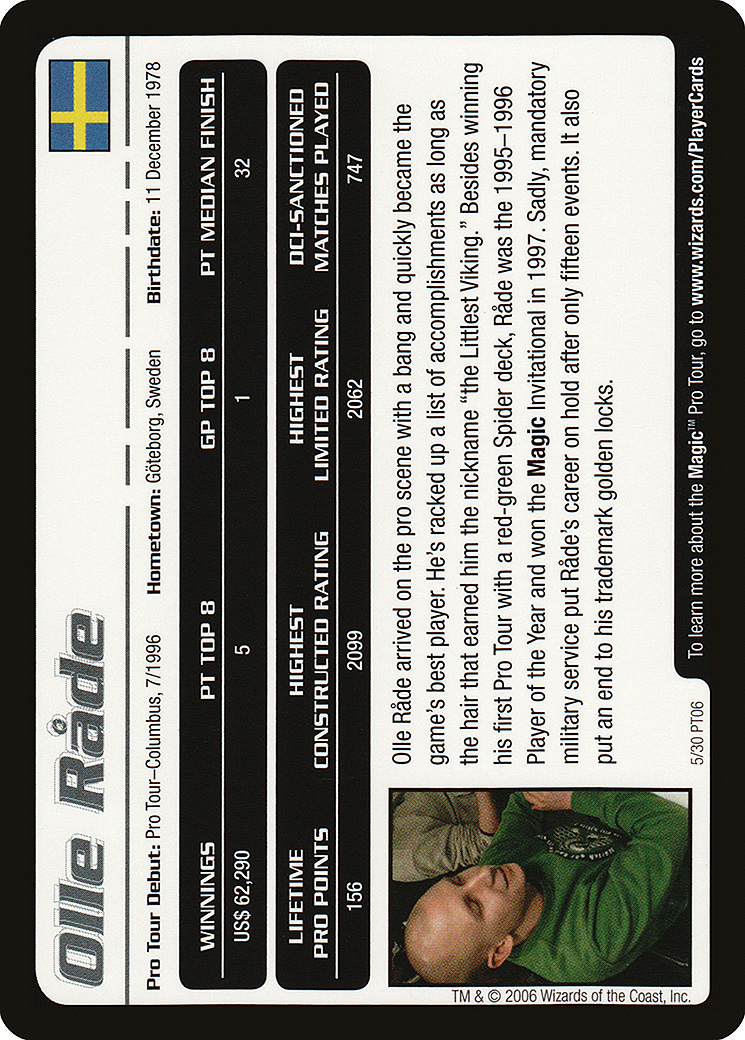 Olle Råde
Pro Tour Debut: Pro Tour–Columbus, 7/1996 Hometown: Göteborg, Sweden Birthdate: 11 December 1978
WINNINGS PT TOP 8 GP TOP 8 PT MEDIAN FINISH
US$ 62,290 5 1 32
LIFETIME HIGHEST HIGHEST DCI-SANCTIONED
PRO POINTS CONSTRUCTED RATING LIMITED RATING MATCHES PLAYED
156 2099 2062 747
Olle Råde arrived on the pro scene with a bang and quickly became the
game's best player. He's racked up a list of accomplishments as long as
the hair that earned him the nickname “the Littlest Viking.” Besides winning
his first Pro Tour with a red-green Spider deck, Råde was the 1995–1996
Player of the Year and won the Magic Invitational in 1997. Sadly, mandatory
military service put Råde's career on hold after only fifteen events. It also
put an end to his trademark golden locks.
TM & © 2006 Wizards of the Coast, Inc.
5/30 PT06
To learn more about the Magic™ Pro Tour, go to www.wizards.com/PlayerCards